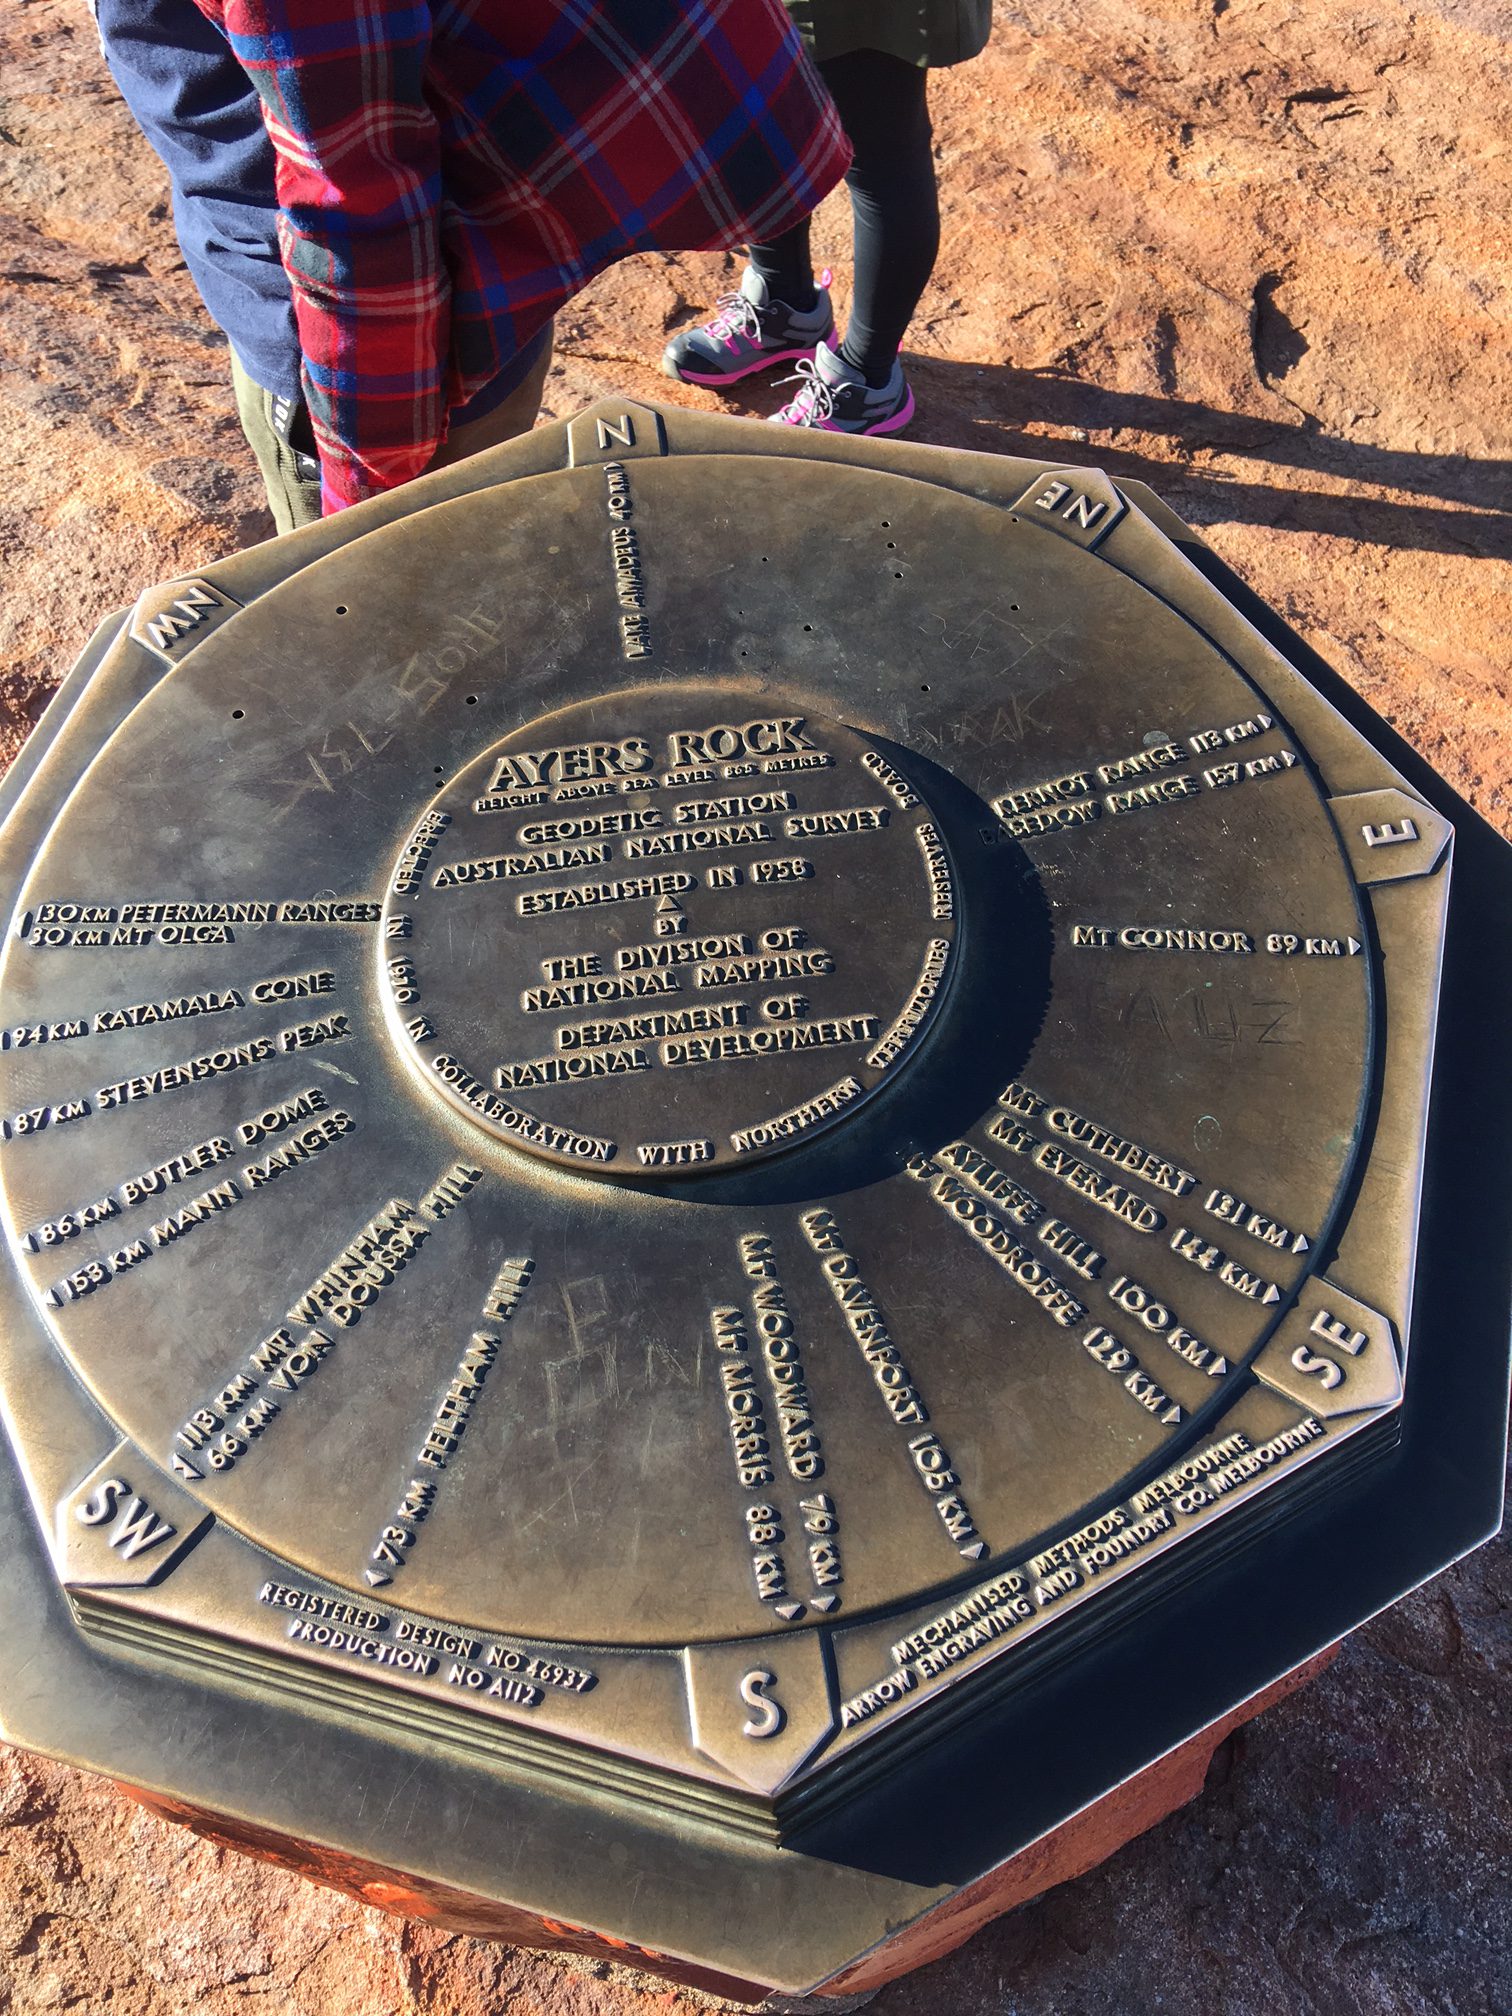 N
NE
E
SE
S
SW
NW
LAKE AMADEUS 40 KM
KERNOT RANGE 113 KM
BASEDOW RANGE 157 KM
MT CONNOR 89 KM
MT CUTHBERT 131 KM
MT EVERARD 144 KM
AYLIFFE HILL 100 KM
MT WOODROFFE 129 KM
MT DAVENPORT 105 KM
MT WOODWARD 79 KM
MT MORRIS 88 KM
73 KM FELTHAM HILL
66 KM VON DOUSSA HILL
113 KM MT WHINHAM
153 KM MANN RANGES
86 KM BUTLER DOME
87 KM STEVENSONS PEAK
94 KM KATAMALA CONE
30 KM MT OLGA
130 KM PETERMANN RANGES
AYERS ROCK
HEIGHT ABOVE SEA LEVEL METRES
GEODETIC STATION
AUSTRALIAN NATIONAL SURVEY
ESTABLISHED IN 1958
BY
THE DIVISION OF
NATIONAL MAPPING
DEPARTMENT OF
NATIONAL DEVELOPMENT
ERECTED IN 1970 IN COLLABORATION WITH NORTHERN TERRITORIES RESERVES BOARD
REGISTERED DESIGN NO 46937
PRODUCTION NO A112
MECHANISED METHODS MELBOURNE
ARROW ENGRAVING AND FOUNDRY CO. MELBOURNE